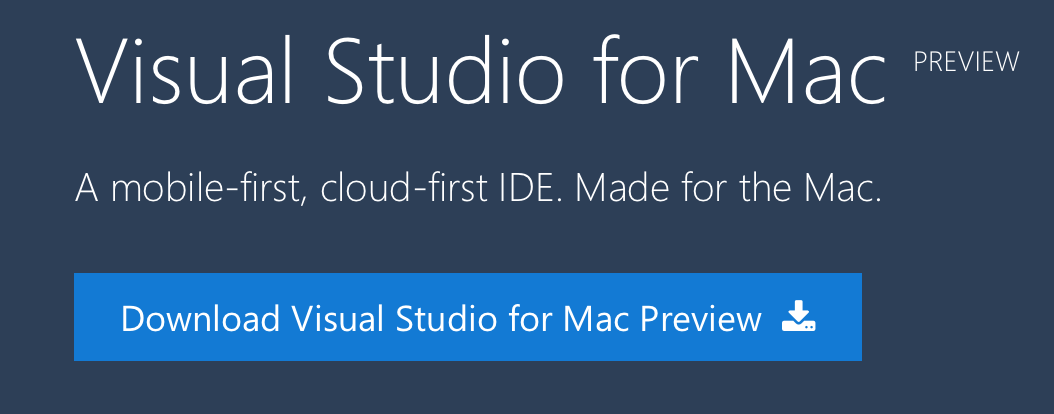 Visual Studio for Mac PREVIEW
A mobile-first, cloud-first IDE. Made for the Mac.
Download Visual Studio for Mac Preview